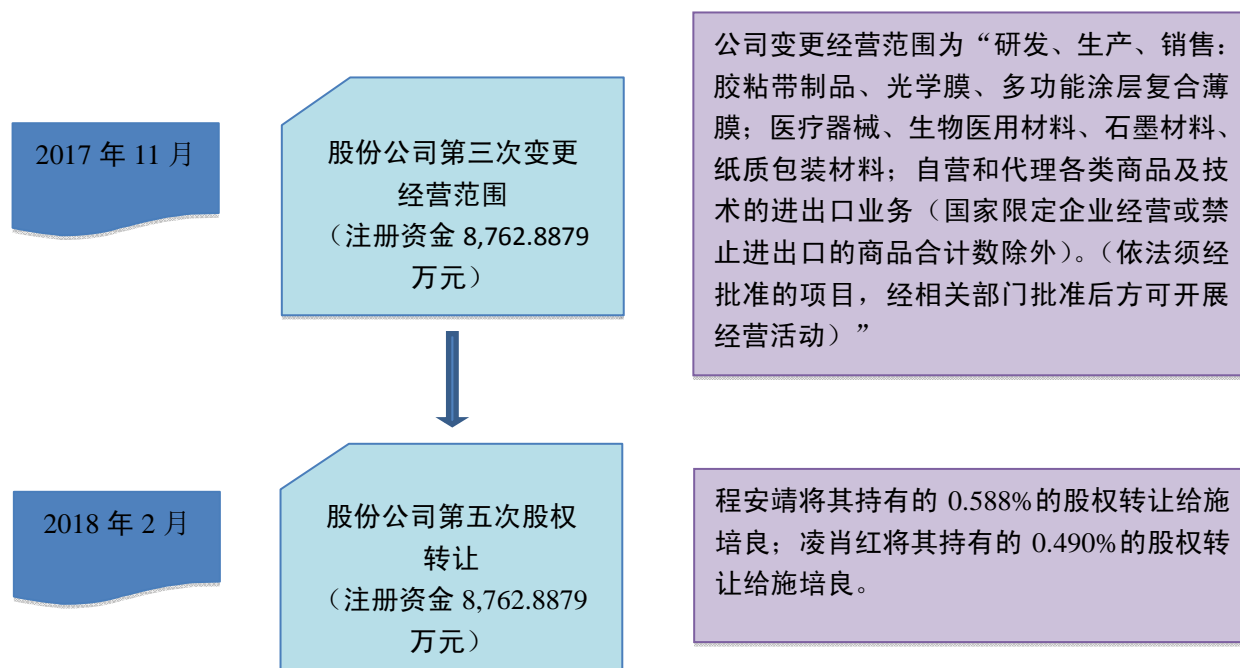 2017 年 11 月
股份公司第三次变更
经营范围
（注册资金 8,762.8879
万元）
公司变更经营范围为“研发、生产、销售：
胶粘带制品、光学膜、多功能涂层复合薄
膜；医疗器械、生物医用材料、石墨材料、
纸质包装材料；自营和代理各类商品及技
术的进出口业务（国家限定企业经营或禁
止进出口的商品合计数除外）。（依法须经
批准的项目，经相关部门批准后方可开展
经营活动）”
2018 年 2 月
股份公司第五次股权
转让
（注册资金 8,762.8879
万元）
程安靖将其持有的 0.588%的股权转让给施
培良；凌肖红将其持有的 0.490%的股权转
让给施培良。